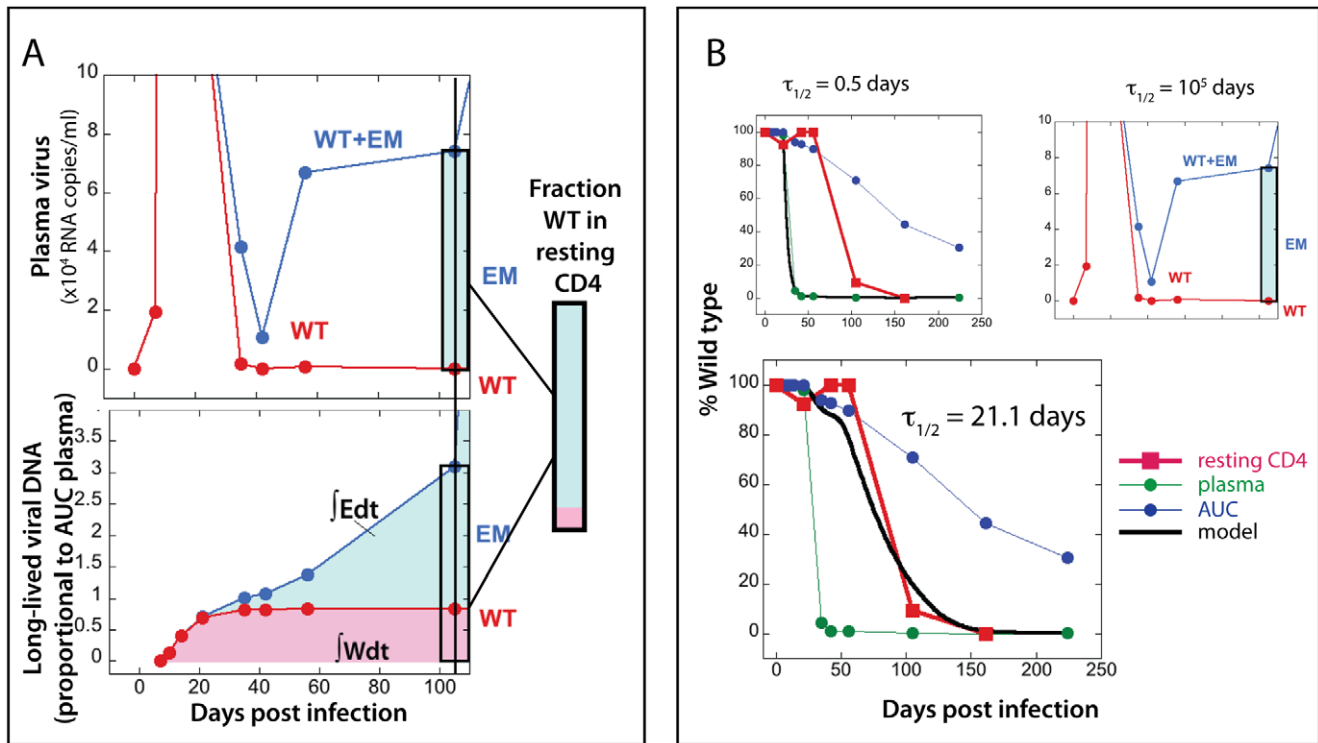 A
Plasma virus
(x10⁴ RNA copies/ml)
10
8
6
4
2
0
WT+EM
WT
EM
WT
Fraction
WT in
resting
CD4
Long-lived viral DNA
(proportional to AUC plasma)
3.5
3
2.5
2
1.5
1
0.5
0
∫Edt
∫Wdt
EM
WT
0 20 40 60 80 100
Days post infection
B
τ1/2 = 0.5 days
100
80
60
40
20
0
0 50 100 150 200 250
τ1/2 = 10⁵ days
10
8
6
4
2
0
WT+EM
WT
EM
WT
% Wild type
100
80
60
40
20
0
τ1/2 = 21.1 days
0 50 100 150 200 250
Days post infection
resting CD4
plasma
AUC
model